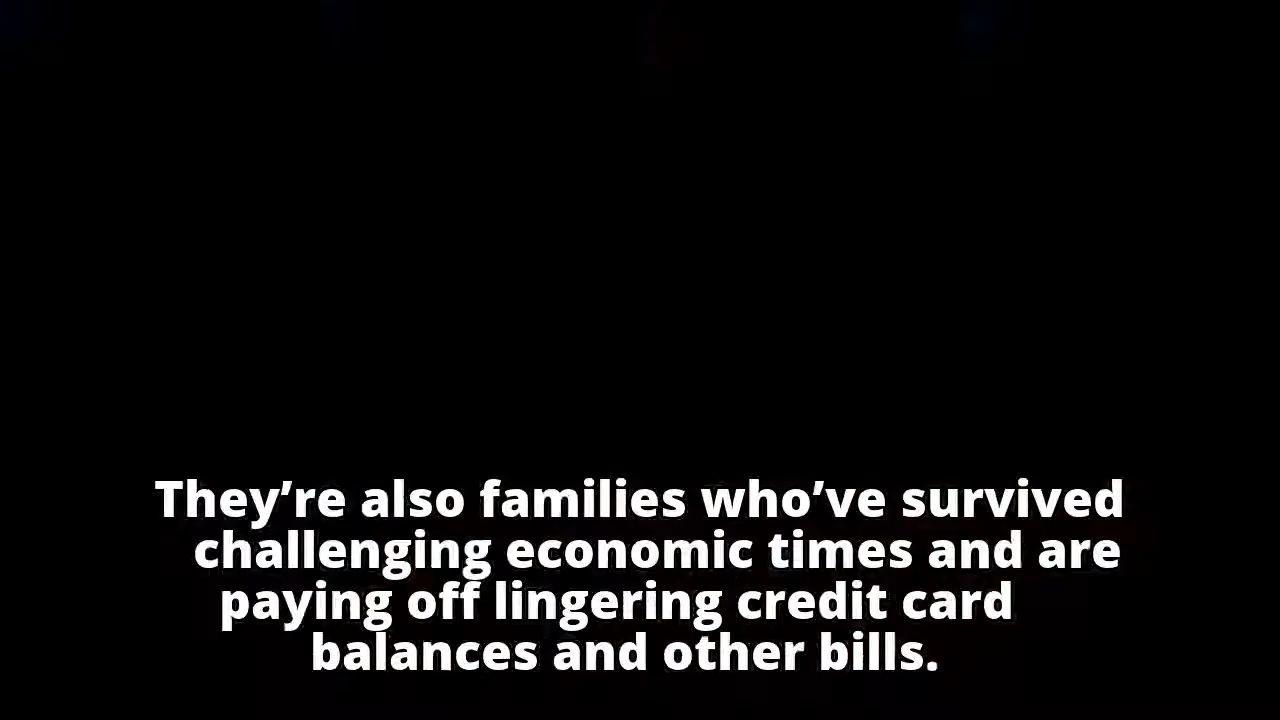 They’re also families who’ve survived
challenging economic times and are
paying off lingering credit card
balances and other bills.